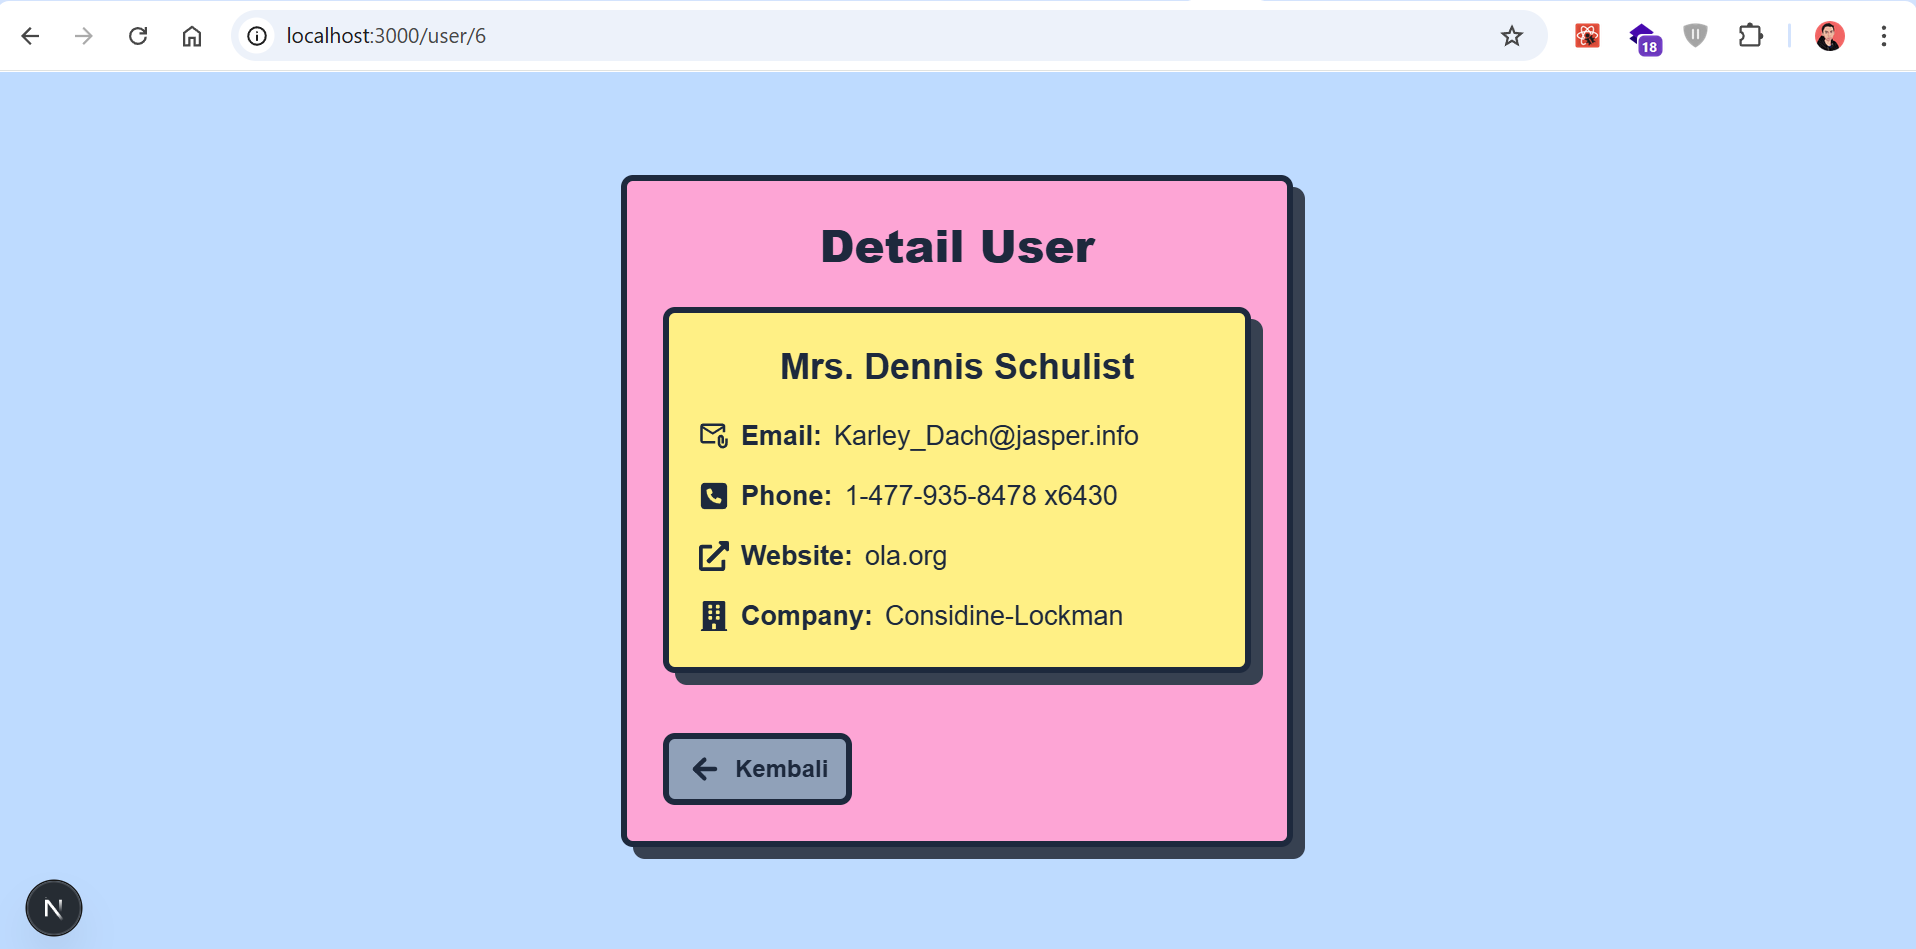 localhost:3000/user/6
18
Detail User
Mrs. Dennis Schulist
Email: Karley_Dach@jasper.info
Phone: 1-477-935-8478 x6430
Website: ola.org
Company: Considine-Lockman
Kembali
N